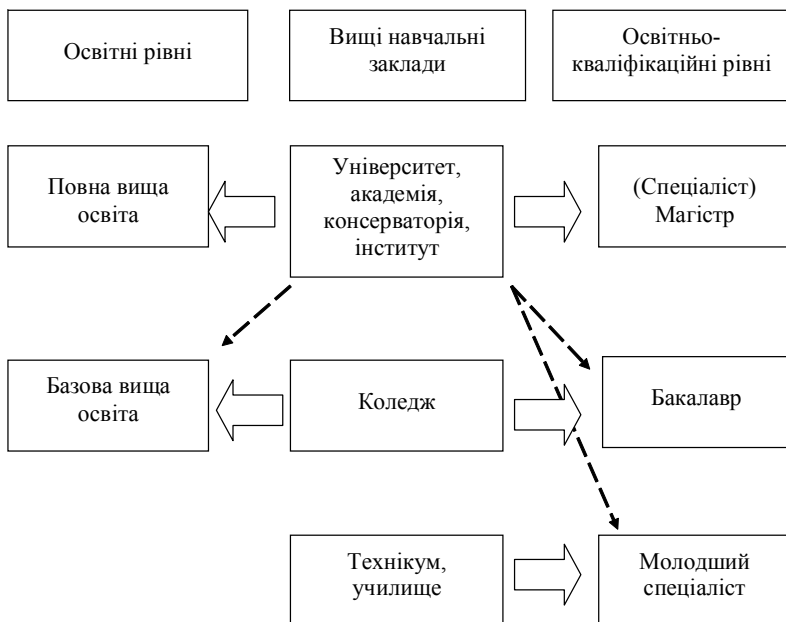 Освітні рівні
Вищі навчальні
заклади
Освітньо-
кваліфікаційні рівні
Повна вища
освіта
Університет,
академія,
консерваторія,
інститут
(Спеціаліст)
Магістр
Базова вища
освіта
Коледж
Бакалавр
Технікум,
училище
Молодший
спеціаліст